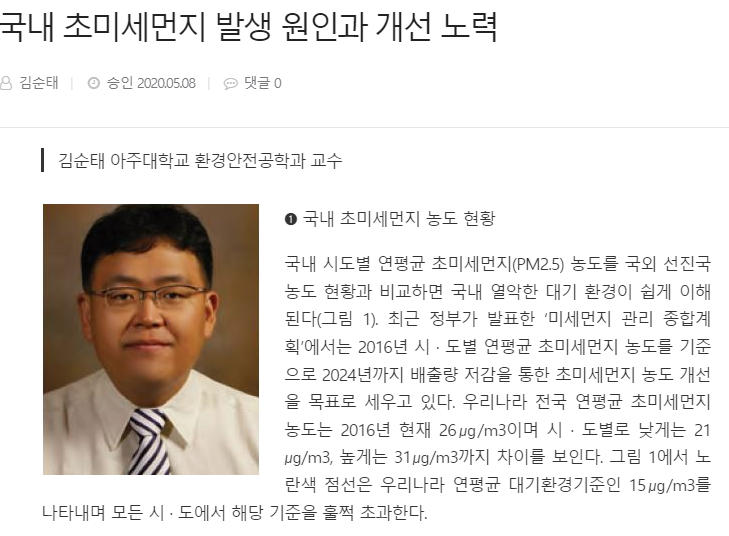 국내 초미세먼지 발생 원인과 개선 노력
김순태 | 승인 2020.05.08 | 댓글 0
김순태 아주대학교 환경안전공학과 교수
❶ 국내 초미세먼지 농도 현황
국내 시도별 연평균 초미세먼지(PM2.5) 농도를 국외 선진국
농도 현황과 비교하면 국내 열악한 대기 환경이 쉽게 이해
된다(그림 1). 최근 정부가 발표한 '미세먼지 관리 종합계
획'에서는 2016년 시 · 도별 연평균 초미세먼지 농도를 기준
으로 2024년까지 배출량 저감을 통한 초미세먼지 농도 개선
을 목표로 세우고 있다. 우리나라 전국 연평균 초미세먼지
농도는 2016년 현재 26㎍/m3이며 시 · 도별로 낮게는 21
㎍/m3, 높게는 31㎍/m3까지 차이를 보인다. 그림 1에서 노
란색 점선은 우리나라 연평균 대기환경기준인 15㎍/m3를
나타내며 모든 시 · 도에서 해당 기준을 훌쩍 초과한다.